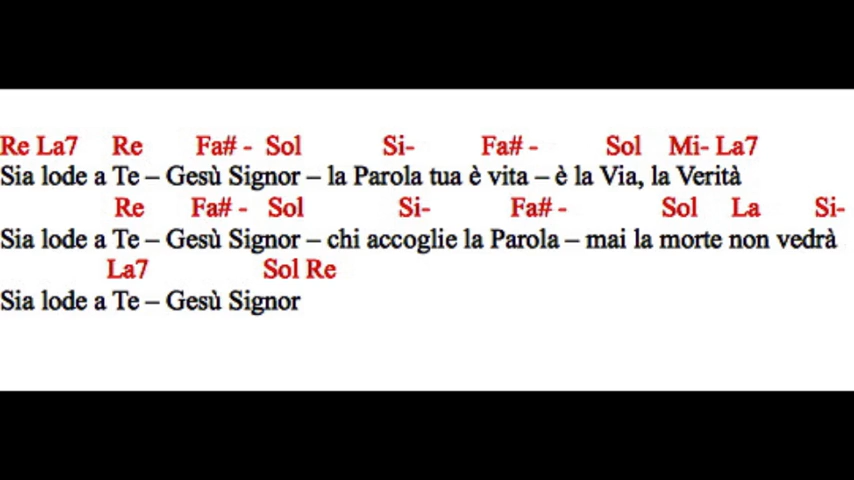 Re La7 Re Fa# - Sol Si- Fa# - Sol Mi- La7
Sia lode a Te – Gesù Signor – la Parola tua è vita – è la Via, la Verità
Re Fa# - Sol Si- Fa# - Sol La Si-
Sia lode a Te – Gesù Signor – chi accoglie la Parola – mai la morte non vedrà
La7 Sol Re
Sia lode a Te – Gesù Signor